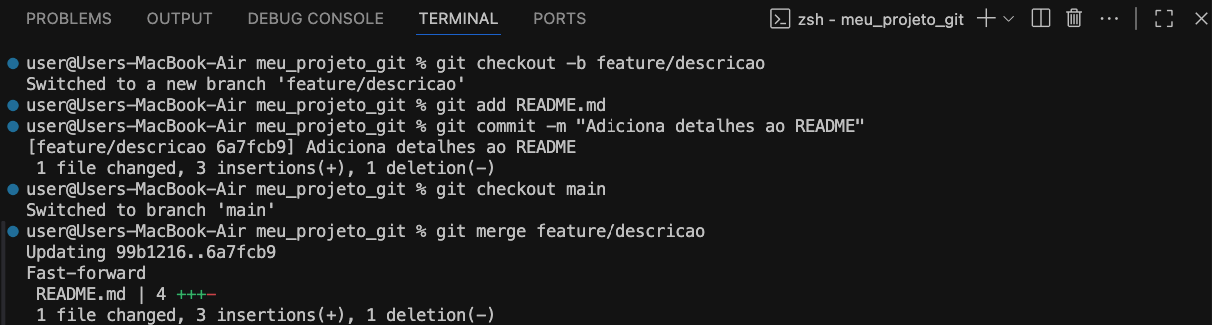 PROBLEMS OUTPUT DEBUG CONSOLE TERMINAL PORTS zsh - meu_projeto_git
user@Users-MacBook-Air meu_projeto_git % git checkout -b feature/descricao
Switched to a new branch 'feature/descricao'
user@Users-MacBook-Air meu_projeto_git % git add README.md
user@Users-MacBook-Air meu_projeto_git % git commit -m "Adiciona detalhes ao README"
[feature/descricao 6a7fcb9] Adiciona detalhes ao README
 1 file changed, 3 insertions(+), 1 deletion(-)
user@Users-MacBook-Air meu_projeto_git % git checkout main
Switched to branch 'main'
user@Users-MacBook-Air meu_projeto_git % git merge feature/descricao
Updating 99b1216..6a7fcb9
Fast-forward
 README.md | 4 +++-
 1 file changed, 3 insertions(+), 1 deletion(-)